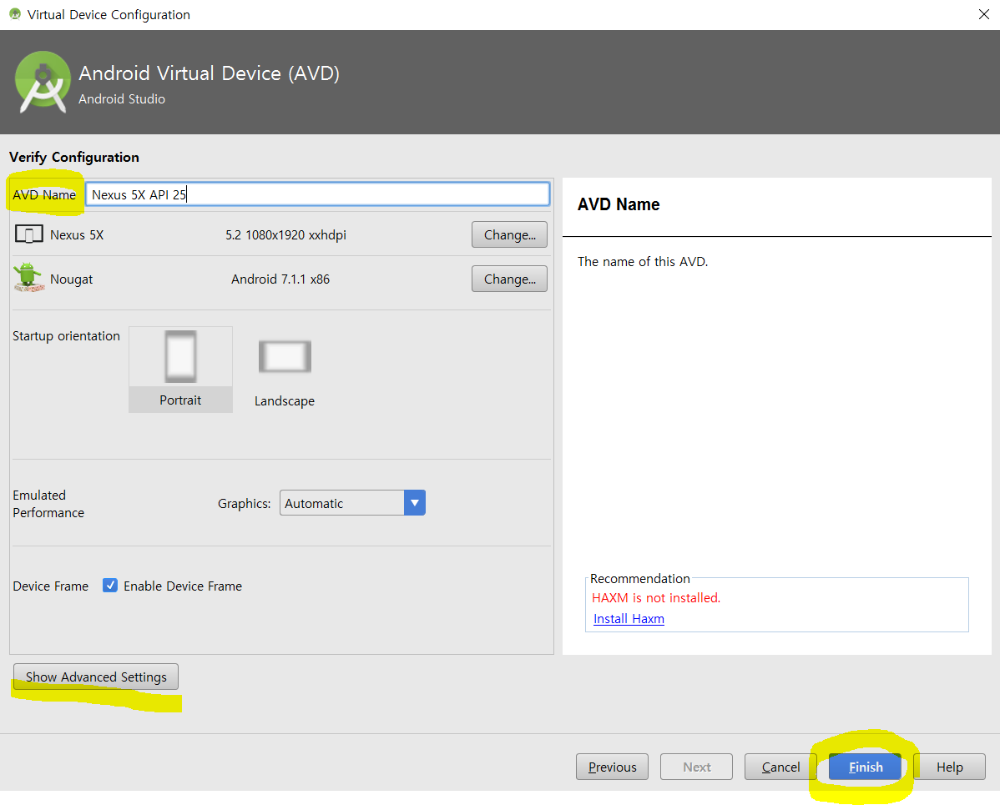 Virtual Device Configuration
Android Virtual Device (AVD)
Android Studio
Verify Configuration
AVD Name Nexus 5X API 25
Nexus 5X 5.2 1080x1920 xxhdpi Change...
Nougat Android 7.1.1 x86 Change...
Startup orientation
Portrait
Landscape
Emulated
Performance
Graphics: Automatic
Device Frame Enable Device Frame
Show Advanced Settings
AVD Name
The name of this AVD.
Recommendation
HAXM is not installed.
Install Haxm
Previous Next Cancel Finish Help